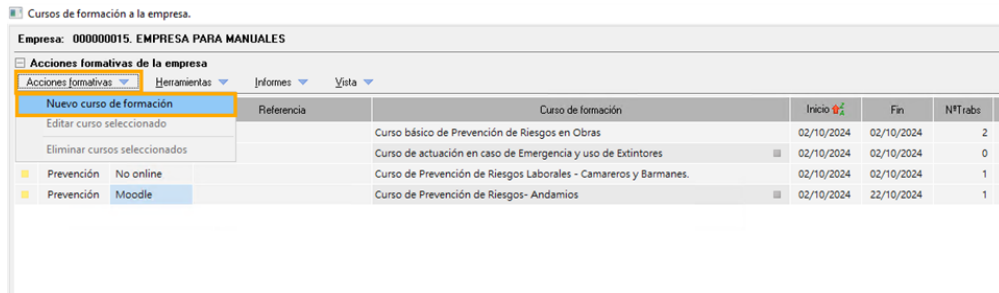 Cursos de formación a la empresa.
Empresa: 000000015. EMPRESA PARA MANUALES
Acciones formativas de la empresa
Acciones formativas Herramientas Informes Vista
Nuevo curso de formación
Editar curso seleccionado
Eliminar cursos seleccionados
Referencia Curso de formación Inicio Fin NºTrabs
Curso básico de Prevención de Riesgos en Obras 02/10/2024 02/10/2024 2
Curso de actuación en caso de Emergencia y uso de Extintores 02/10/2024 02/10/2024 0
Prevención No online Curso de Prevención de Riesgos Laborales - Camareros y Barmanes. 02/10/2024 02/10/2024 1
Prevención Moodle Curso de Prevención de Riesgos- Andamios 02/10/2024 22/10/2024 1